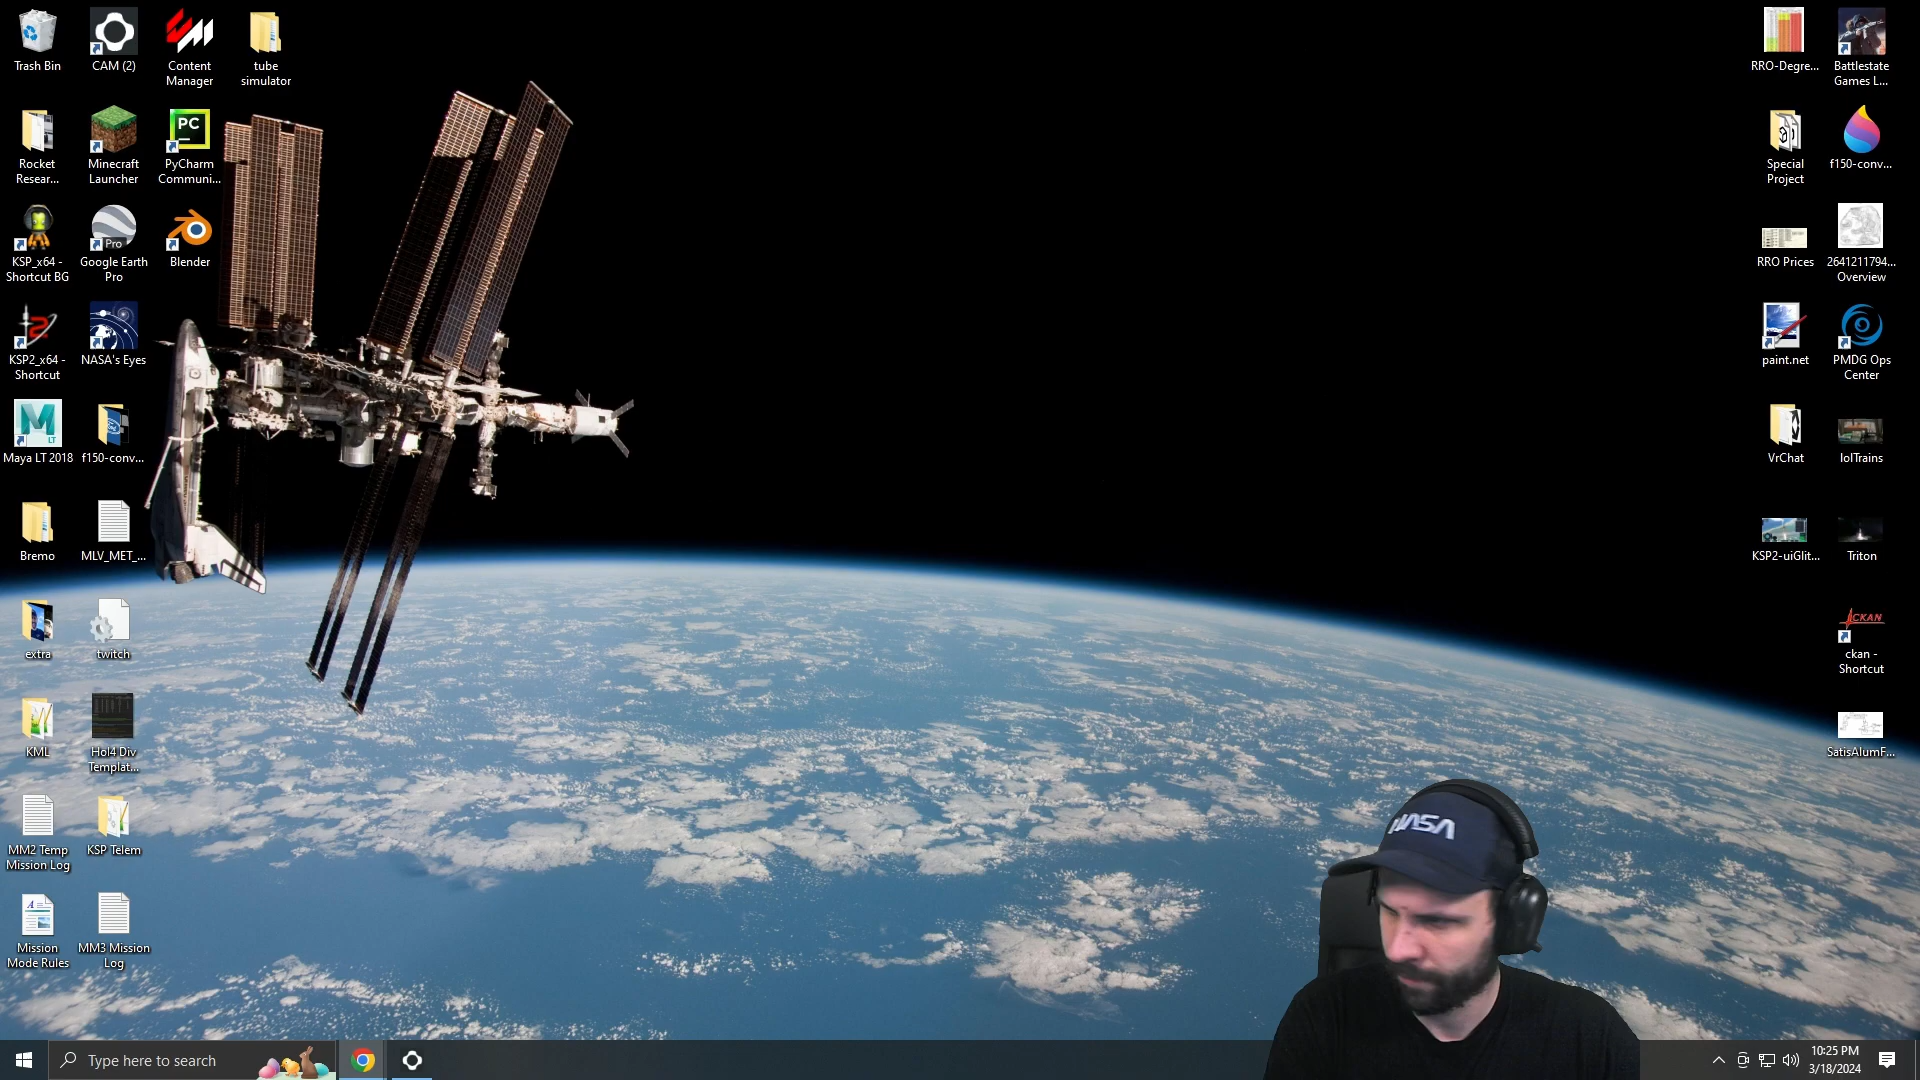 Trash Bin
CAM (2)
Content
Manager
tube
simulator
Rocket
Resear...
Minecraft
Launcher
PC
PyCharm
Communi...
KSP_x64 -
Shortcut BG
Pro
Google Earth
Pro
Blender
KSP2_x64 -
Shortcut
NASA's Eyes
M
LT
Maya LT 2018
f150-conv...
Bremo
MLV_MET_...
extra
twitch
KML
HoI4 Div
Templat...
MM2 Temp
Mission Log
KSP Telem
Mission
Mode Rules
MM3 Mission
Log
RRO-Degre...
Battlestate
Games L...
Special
Project
f150-conv...
RRO Prices
2641211794...
Overview
paint.net
PMDG Ops
Center
VrChat
lolTrains
KSP2-uiGlit...
Triton
CKAN
ckan -
Shortcut
SatisAlumF...
NASA
Type here to search
10:25 PM
3/18/2024